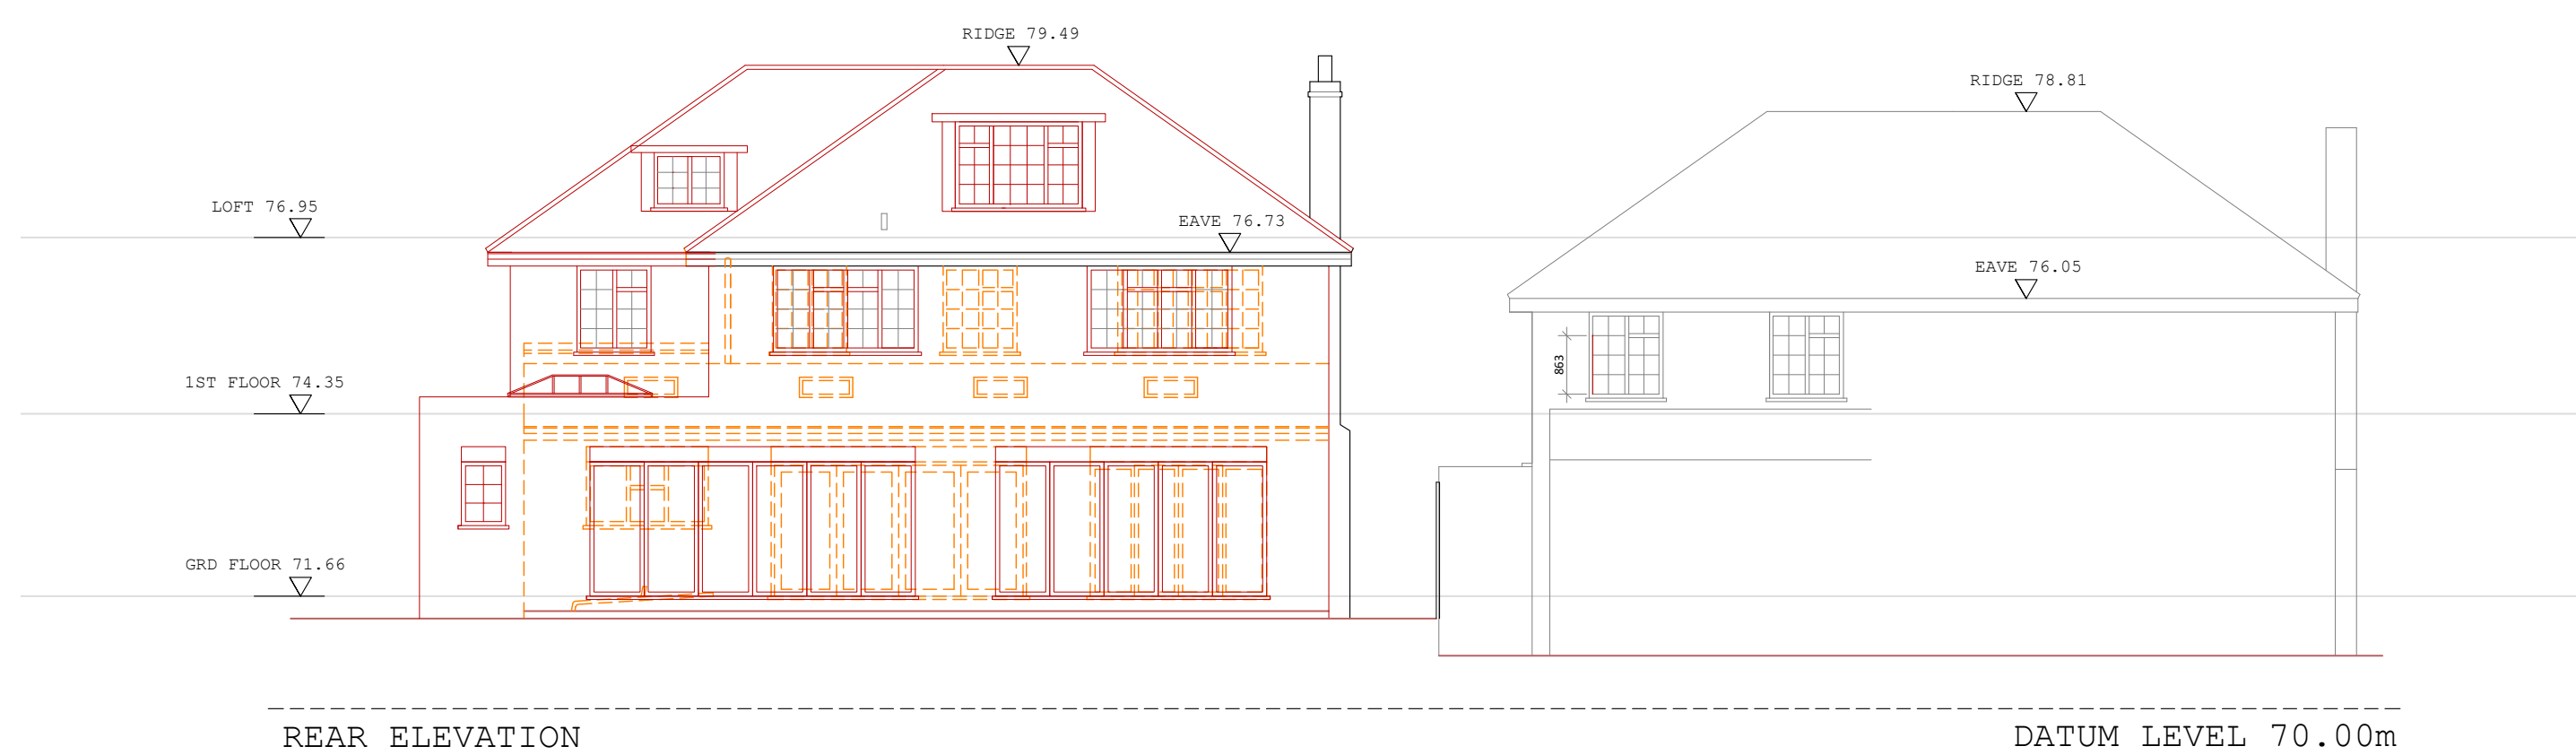 RIDGE 79.49
RIDGE 78.81
LOFT 76.95
EAVE 76.73
EAVE 76.05
863
1ST FLOOR 74.35
GRD FLOOR 71.66
REAR ELEVATION
DATUM LEVEL 70.00m